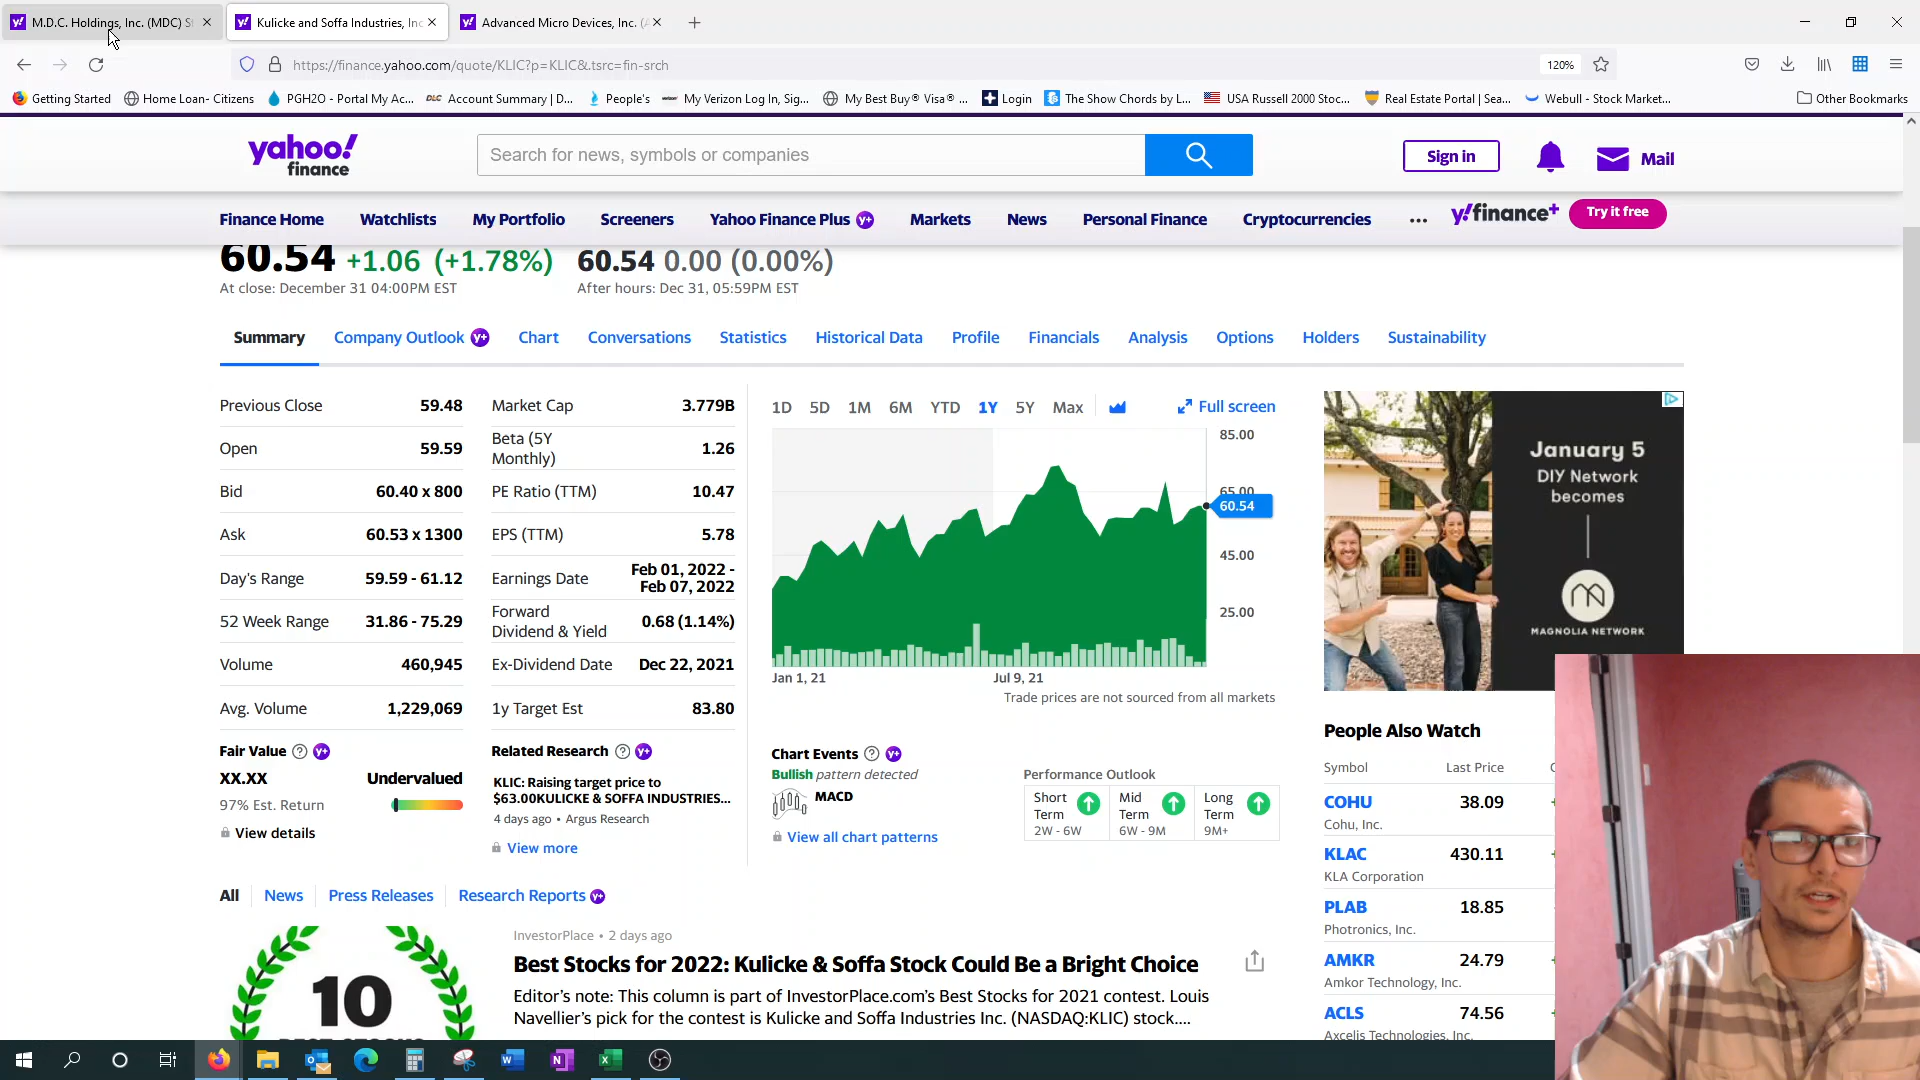 M.D.C. Holdings, Inc. (MDC) S
Kulicke and Soffa Industries, Inc
Advanced Micro Devices, Inc. (
https://finance.yahoo.com/quote/KLIC?p=KLIC&.tsrc=fin-srch
120%
Getting Started
Home Loan- Citizens
PGH2O - Portal My Ac...
DLC Account Summary | D...
People's
My Verizon Log In, Sig...
My Best Buy® Visa® ...
Login
The Show Chords by L...
USA Russell 2000 Stoc...
Real Estate Portal | Sea...
Webull - Stock Market...
Other Bookmarks
yahoo!
finance
Search for news, symbols or companies
Sign in
Mail
Finance Home
Watchlists
My Portfolio
Screeners
Yahoo Finance Plus y+
Markets
News
Personal Finance
Cryptocurrencies
...
y!finance+
Try it free
60.54 +1.06 (+1.78%)
60.54 0.00 (0.00%)
At close: December 31 04:00PM EST
After hours: Dec 31, 05:59PM EST
Summary
Company Outlook y+
Chart
Conversations
Statistics
Historical Data
Profile
Financials
Analysis
Options
Holders
Sustainability
Previous Close 59.48
Open 59.59
Bid 60.40 x 800
Ask 60.53 x 1300
Day's Range 59.59 - 61.12
52 Week Range 31.86 - 75.29
Volume 460,945
Avg. Volume 1,229,069
Market Cap 3.779B
Beta (5Y
Monthly) 1.26
PE Ratio (TTM) 10.47
EPS (TTM) 5.78
Earnings Date Feb 01, 2022 -
Feb 07, 2022
Forward
Dividend & Yield 0.68 (1.14%)
Ex-Dividend Date Dec 22, 2021
1y Target Est 83.80
1D 5D 1M 6M YTD 1Y 5Y Max
Full screen
85.00
65.00
60.54
45.00
25.00
Jan 1, 21
Jul 9, 21
Trade prices are not sourced from all markets
Fair Value ? y+
XX.XX Undervalued
97% Est. Return
View details
Related Research ? y+
KLIC: Raising target price to
$63.00KULICKE & SOFFA INDUSTRIES...
4 days ago • Argus Research
View more
Chart Events ? y+
Bullish pattern detected
MACD
View all chart patterns
Performance Outlook
Short
Term
2W - 6W
Mid
Term
6W - 9M
Long
Term
9M+
January 5
DIY Network
becomes
MAGNOLIA NETWORK
People Also Watch
Symbol Last Price C
COHU 38.09
Cohu, Inc.
KLAC 430.11
KLA Corporation
PLAB 18.85
Photronics, Inc.
AMKR 24.79
Amkor Technology, Inc.
ACLS 74.56
Axcelis Technologies, Inc.
All
News
Press Releases
Research Reports y+
10
BEST STOCKS
InvestorPlace • 2 days ago
Best Stocks for 2022: Kulicke & Soffa Stock Could Be a Bright Choice
Editor's note: This column is part of InvestorPlace.com's Best Stocks for 2021 contest. Louis
Navellier's pick for the contest is Kulicke and Soffa Industries Inc. (NASDAQ:KLIC) stock....